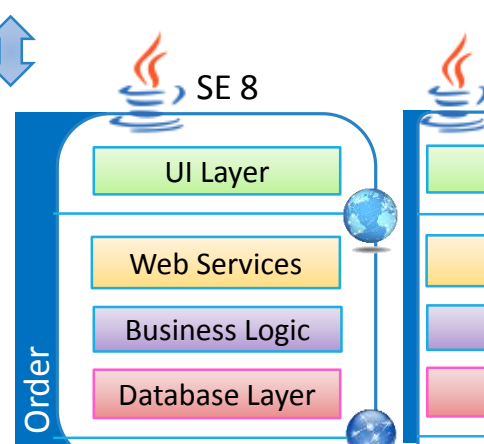 SE 8
UI Layer
Web Services
Business Logic
Database Layer
Order